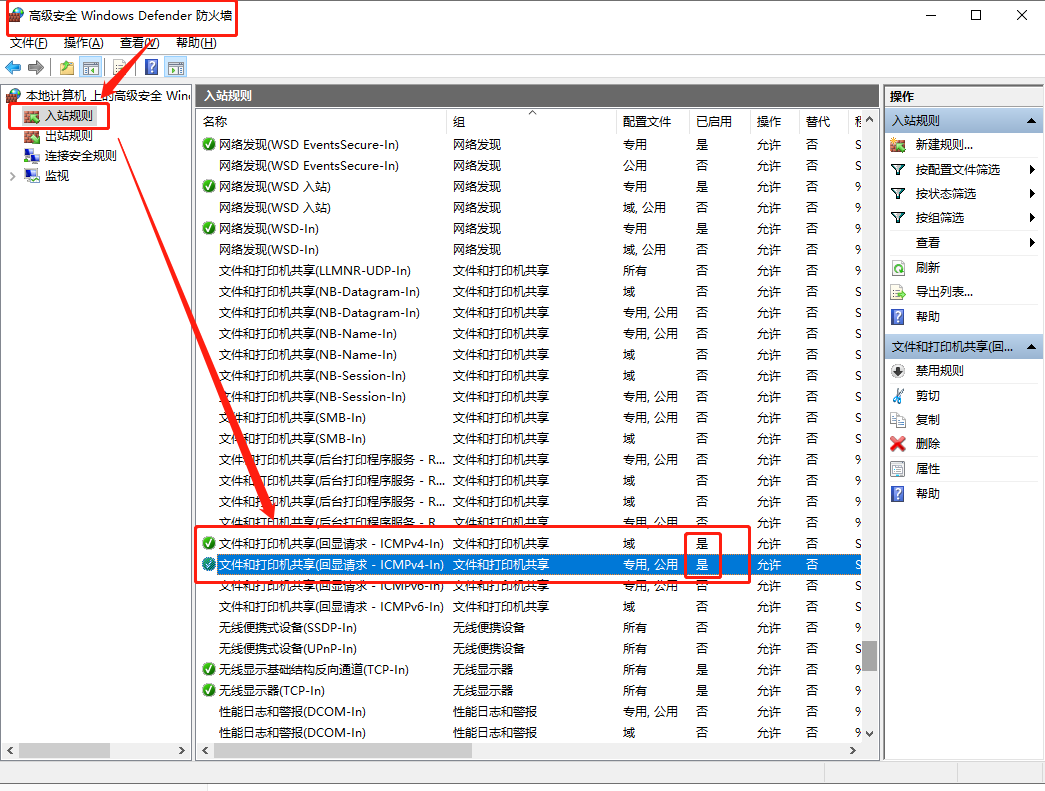 高级安全 Windows Defender 防火墙
文件(F) 操作(A) 查看(V) 帮助(H)
本地计算机 上的高级安全 Win
入站规则
出站规则
连接安全规则
监视
入站规则
名称 组 配置文件 已启用 操作 替代 程
网络发现(WSD EventsSecure-In) 网络发现 专用 是 允许 否 S
网络发现(WSD EventsSecure-In) 网络发现 公用 否 允许 否 S
网络发现(WSD 入站) 网络发现 专用 是 允许 否 %
网络发现(WSD 入站) 网络发现 域, 公用 否 允许 否 %
网络发现(WSD-In) 网络发现 专用 是 允许 否 %
网络发现(WSD-In) 网络发现 域, 公用 否 允许 否 %
文件和打印机共享(LLMNR-UDP-In) 文件和打印机共享 所有 否 允许 否 %
文件和打印机共享(NB-Datagram-In) 文件和打印机共享 域 否 允许 否 S
文件和打印机共享(NB-Datagram-In) 文件和打印机共享 专用, 公用 否 允许 否 S
文件和打印机共享(NB-Name-In) 文件和打印机共享 专用, 公用 否 允许 否 S
文件和打印机共享(NB-Name-In) 文件和打印机共享 域 否 允许 否 S
文件和打印机共享(NB-Session-In) 文件和打印机共享 域 否 允许 否 S
文件和打印机共享(NB-Session-In) 文件和打印机共享 专用, 公用 否 允许 否 S
文件和打印机共享(SMB-In) 文件和打印机共享 专用, 公用 否 允许 否 S
文件和打印机共享(SMB-In) 文件和打印机共享 域 否 允许 否 S
文件和打印机共享(后台打印程序服务 - R... 文件和打印机共享 专用, 公用 否 允许 否 %
文件和打印机共享(后台打印程序服务 - R... 文件和打印机共享 域 否 允许 否 %
文件和打印机共享(后台打印程序服务 - R... 文件和打印机共享 域 否 允许 否 %
文件和打印机共享(后台打印程序服务 - R... 文件和打印机共享 专用, 公用 否 允许 否 %
文件和打印机共享(回显请求 - ICMPv4-In) 文件和打印机共享 域 是 允许 否 S
文件和打印机共享(回显请求 - ICMPv4-In) 文件和打印机共享 专用, 公用 是 允许 否 S
文件和打印机共享(回显请求 - ICMPv6-In) 文件和打印机共享 专用, 公用 否 允许 否 S
文件和打印机共享(回显请求 - ICMPv6-In) 文件和打印机共享 域 否 允许 否 S
无线便携式设备(SSDP-In) 无线便携设备 所有 否 允许 否 %
无线便携式设备(UPnP-In) 无线便携设备 所有 否 允许 否 S
无线显示基础结构反向通道(TCP-In) 无线显示器 所有 是 允许 否 %
无线显示器(TCP-In) 无线显示器 所有 是 允许 否 %
性能日志和警报(DCOM-In) 性能日志和警报 专用, 公用 否 允许 否 %
性能日志和警报(DCOM-In) 性能日志和警报 域 否 允许 否 %
操作
入站规则
新建规则...
按配置文件筛选
按状态筛选
按组筛选
查看
刷新
导出列表...
帮助
文件和打印机共享(回...
禁用规则
剪切
复制
删除
属性
帮助